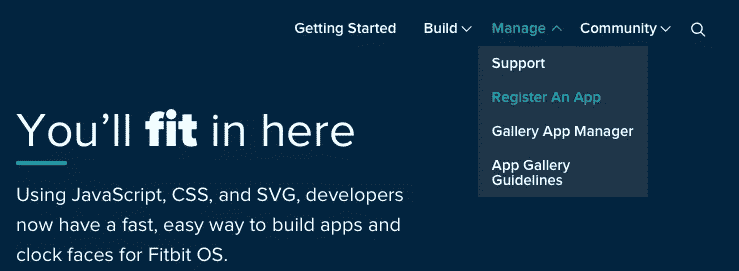 Getting Started Build Manage Community
Support
Register An App
Gallery App Manager
App Gallery
Guidelines
You'll fit in here
Using JavaScript, CSS, and SVG, developers
now have a fast, easy way to build apps and
clock faces for Fitbit OS.